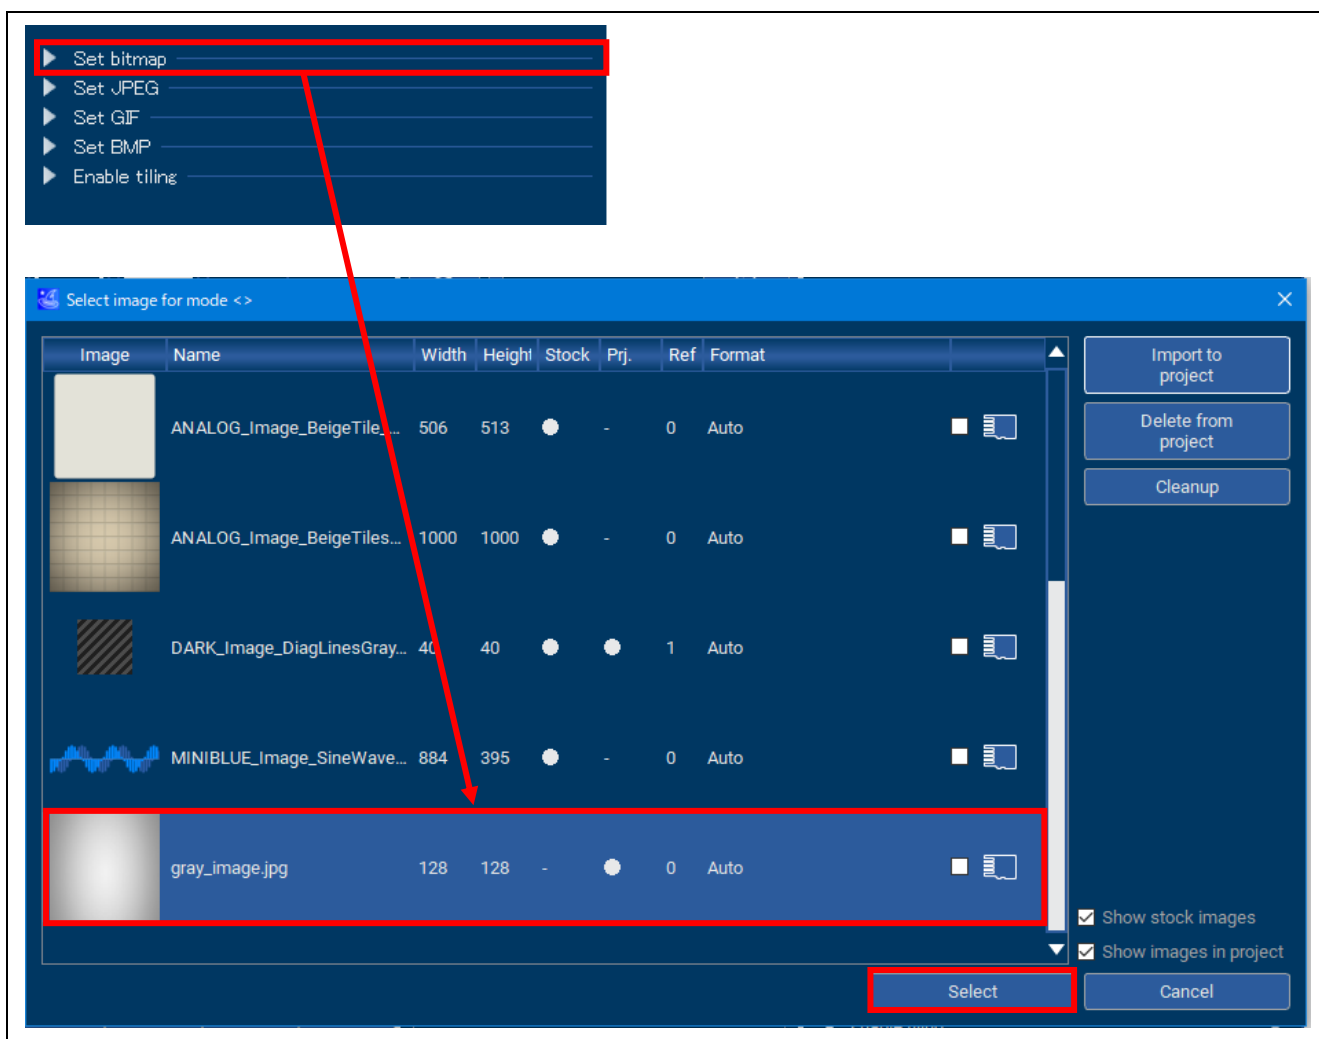 Set bitmap
Set JPEG
Set GIF
Set BMP
Enable tiling
Select image for mode <>
Image Name Width Height Stock Prj. Ref Format
ANALOG_Image_BeigeTile_... 506 513 - 0 Auto
ANALOG_Image_BeigeTiles... 1000 1000 - 0 Auto
DARK_Image_DiagLinesGray... 40 40 1 Auto
MINIBLUE_Image_SineWave... 884 395 - 0 Auto
gray_image.jpg 128 128 - 0 Auto
Import to
project
Delete from
project
Cleanup
Show stock images
Show images in project
Select Cancel